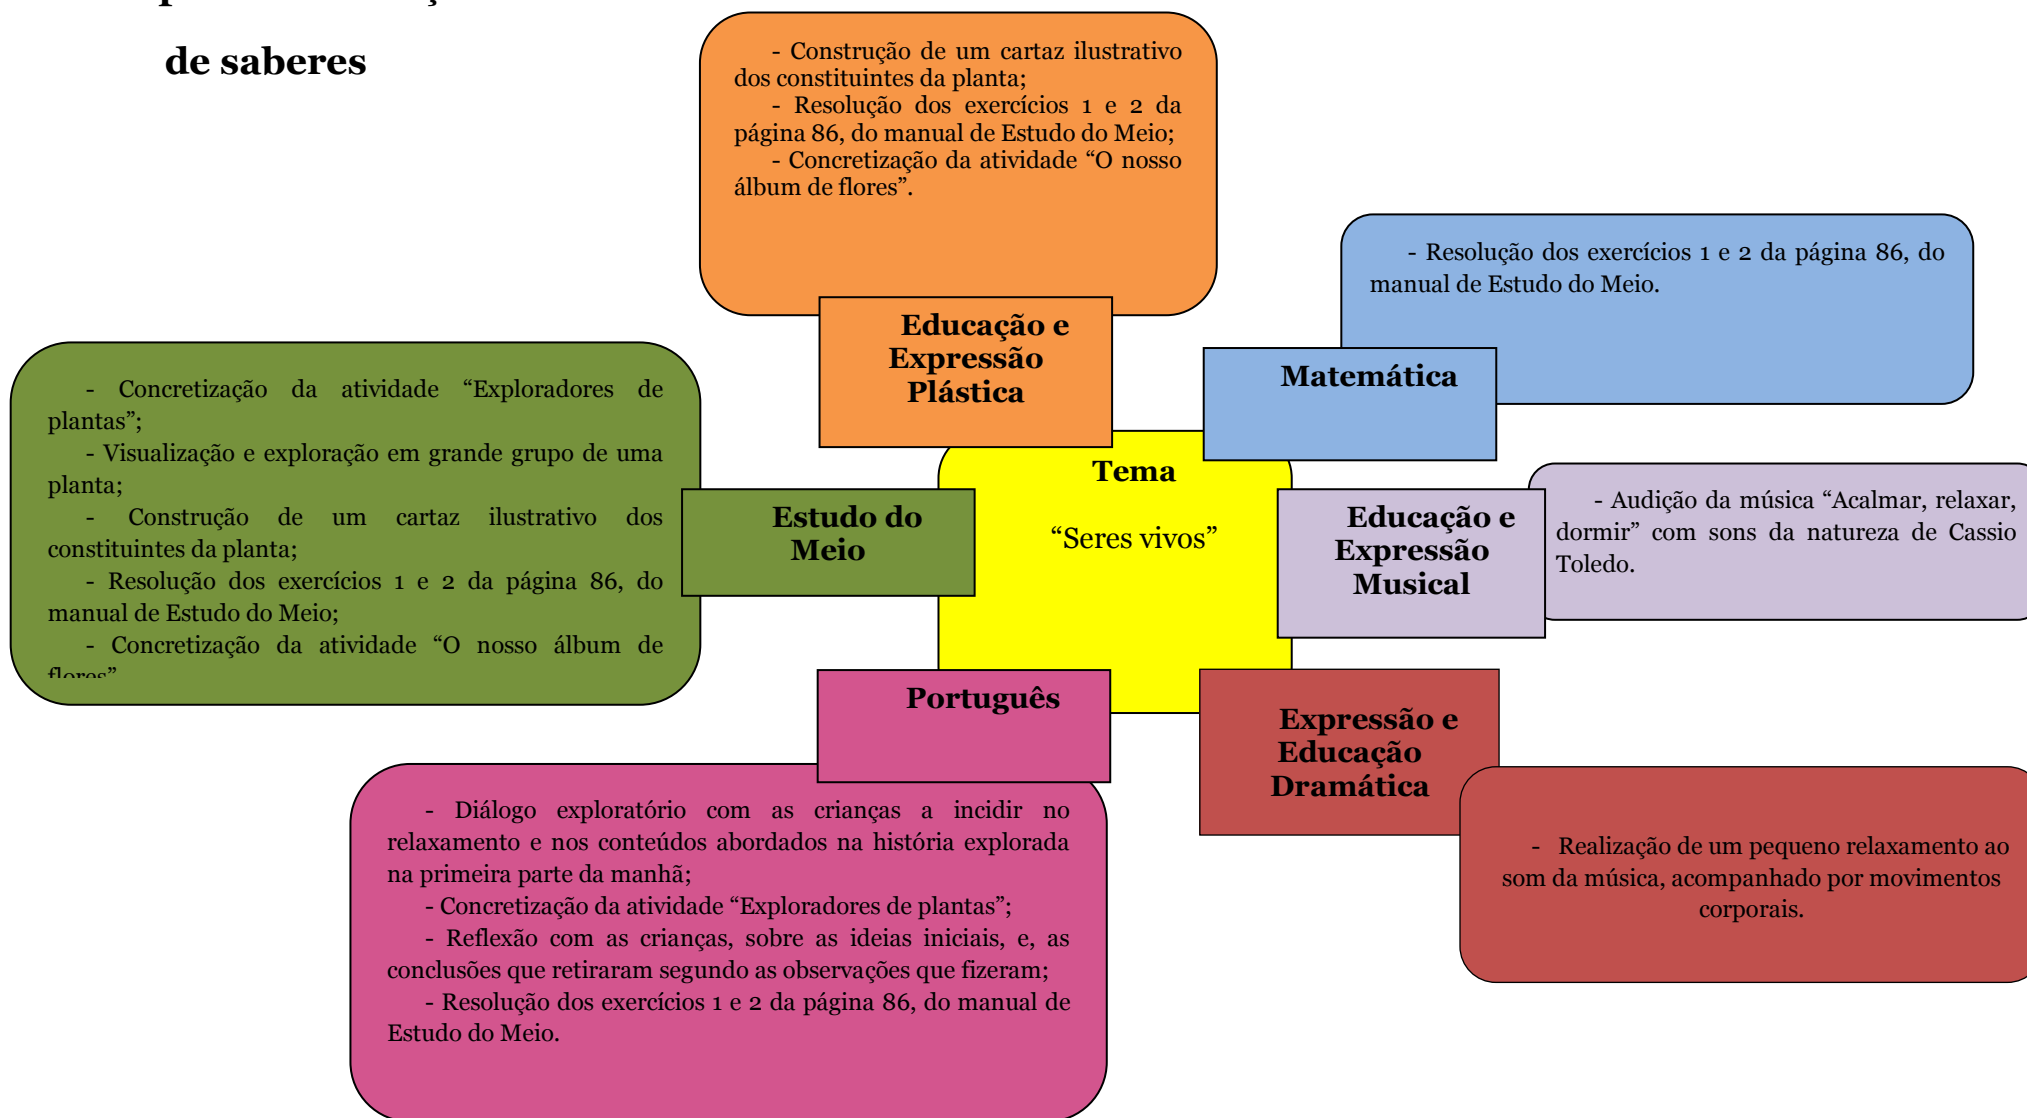 de saberes
- Construção de um cartaz ilustrativo
dos constituintes da planta;
- Resolução dos exercícios 1 e 2 da
página 86, do manual de Estudo do Meio;
- Concretização da atividade “O nosso
álbum de flores”.
Educação e
Expressão
Plástica
- Resolução dos exercícios 1 e 2 da página 86, do
manual de Estudo do Meio.
Matemática
- Concretização da atividade “Exploradores de
plantas”;
- Visualização e exploração em grande grupo de uma
planta;
- Construção de um cartaz ilustrativo dos
constituintes da planta;
- Resolução dos exercícios 1 e 2 da página 86, do
manual de Estudo do Meio;
- Concretização da atividade “O nosso álbum de
flores”
Estudo do
Meio
Tema
“Seres vivos”
Educação e
Expressão
Musical
- Audição da música “Acalmar, relaxar,
dormir” com sons da natureza de Cassio
Toledo.
Português
- Diálogo exploratório com as crianças a incidir no
relaxamento e nos conteúdos abordados na história explorada
na primeira parte da manhã;
- Concretização da atividade “Exploradores de plantas”;
- Reflexão com as crianças, sobre as ideias iniciais, e, as
conclusões que retiraram segundo as observações que fizeram;
- Resolução dos exercícios 1 e 2 da página 86, do manual de
Estudo do Meio.
Expressão e
Educação
Dramática
- Realização de um pequeno relaxamento ao
som da música, acompanhado por movimentos
corporais.